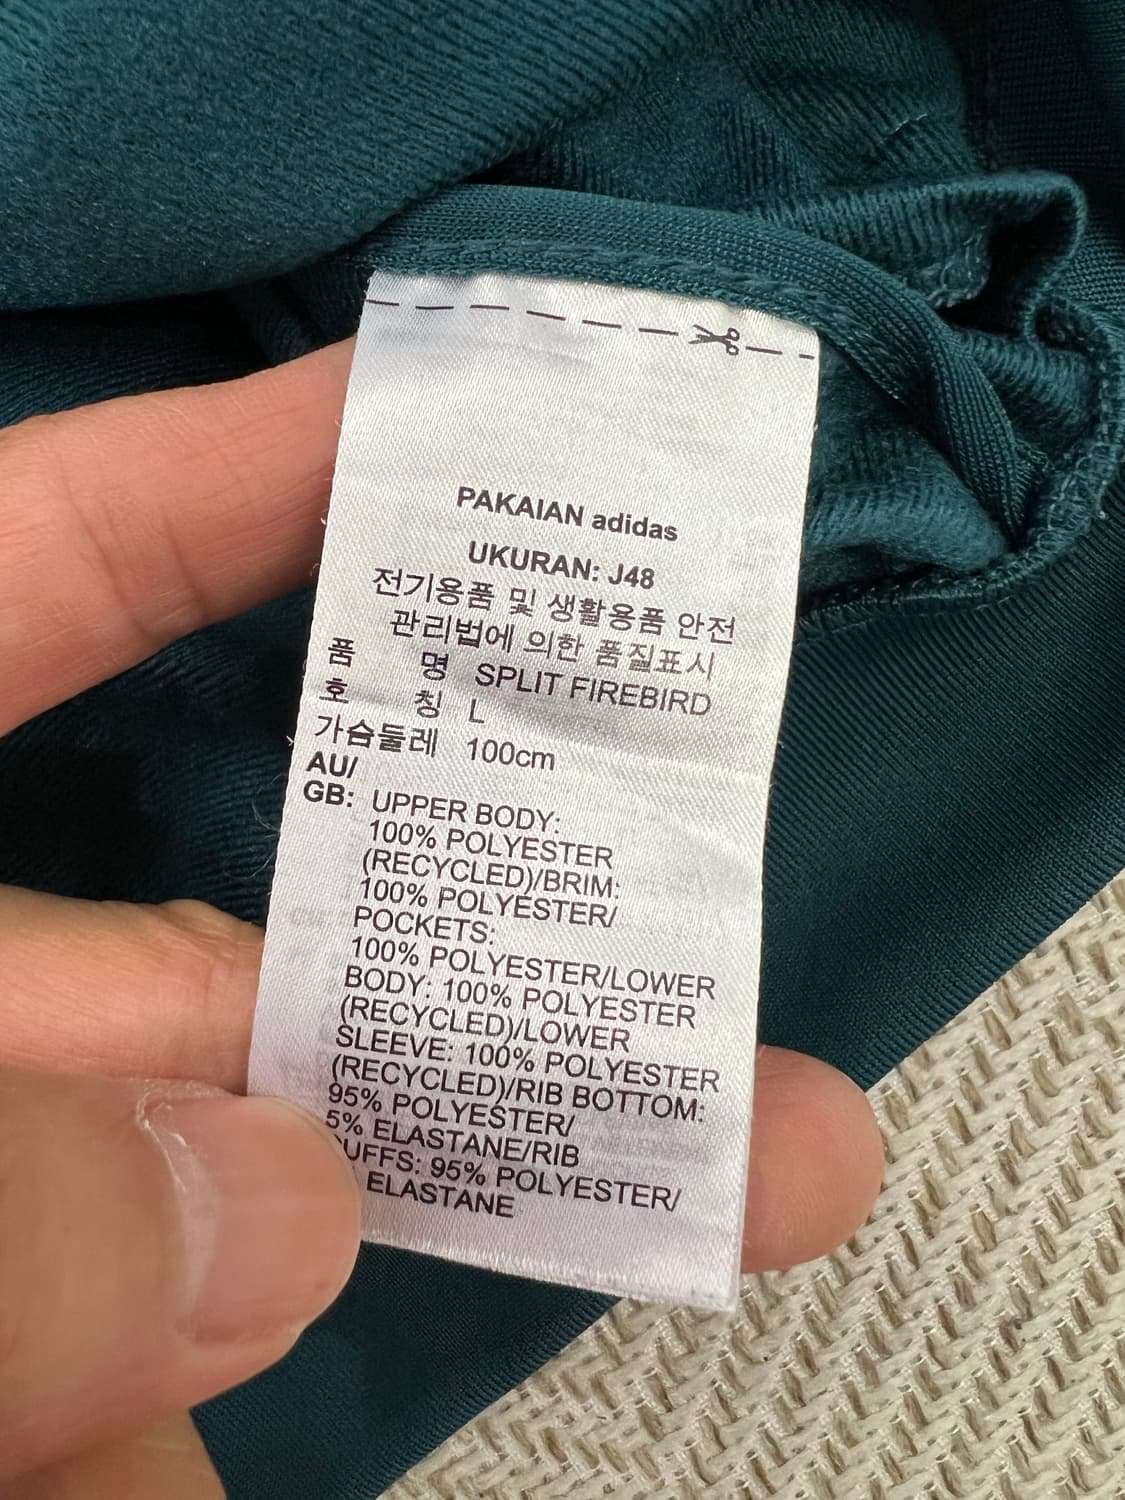 PAKAIAN adidas
UKURAN: J48
전기용품 및 생활용품 안전
관리법에 의한 품질표시
품 명 SPLIT FIREBIRD
호 칭 L
가슴둘레 100cm
AU/
GB: UPPER BODY:
100% POLYESTER
(RECYCLED)/BRIM:
100% POLYESTER/
POCKETS:
100% POLYESTER/LOWER
BODY: 100% POLYESTER
(RECYCLED)/LOWER
SLEEVE: 100% POLYESTER
(RECYCLED)/RIB BOTTOM:
95% POLYESTER/
5% ELASTANE/RIB
UFFS: 95% POLYESTER/
ELASTANE